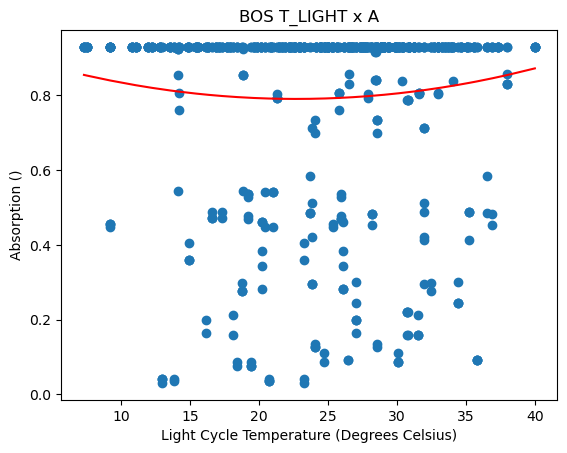 BOS T_LIGHT x A
Absorption ()
0.8
0.6
0.4
0.2
0.0
10 15 20 25 30 35 40
Light Cycle Temperature (Degrees Celsius)